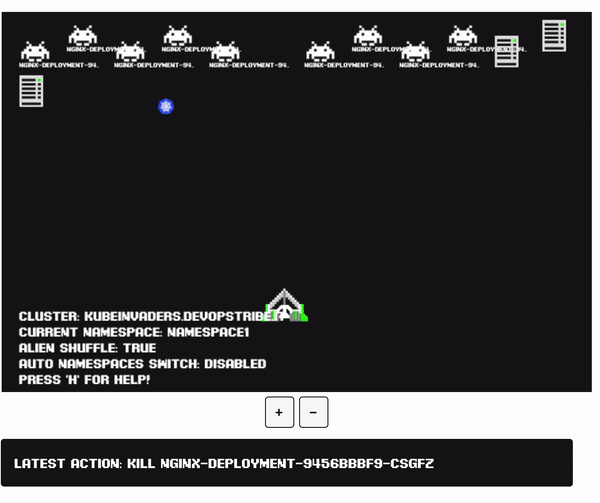 NGINX-DEPLOYMENT-94..
NGINX-DEPLOYMENT-94..
NGINX-DEPLOYMENT-94..
NGINX-DEPLOYMENT-94..
NGINX-DEPLOYMENT-94..
CLUSTER: KUBEINVADERS.DEVOPSTRIBE
CURRENT NAMESPACE: NAMESPACE1
ALIEN SHUFFLE: TRUE
AUTO NAMESPACES SWITCH: DISABLED
PRESS 'H' FOR HELP!
+
−
LATEST ACTION: KILL NGINX-DEPLOYMENT-9456BBBF9-CSGFZ